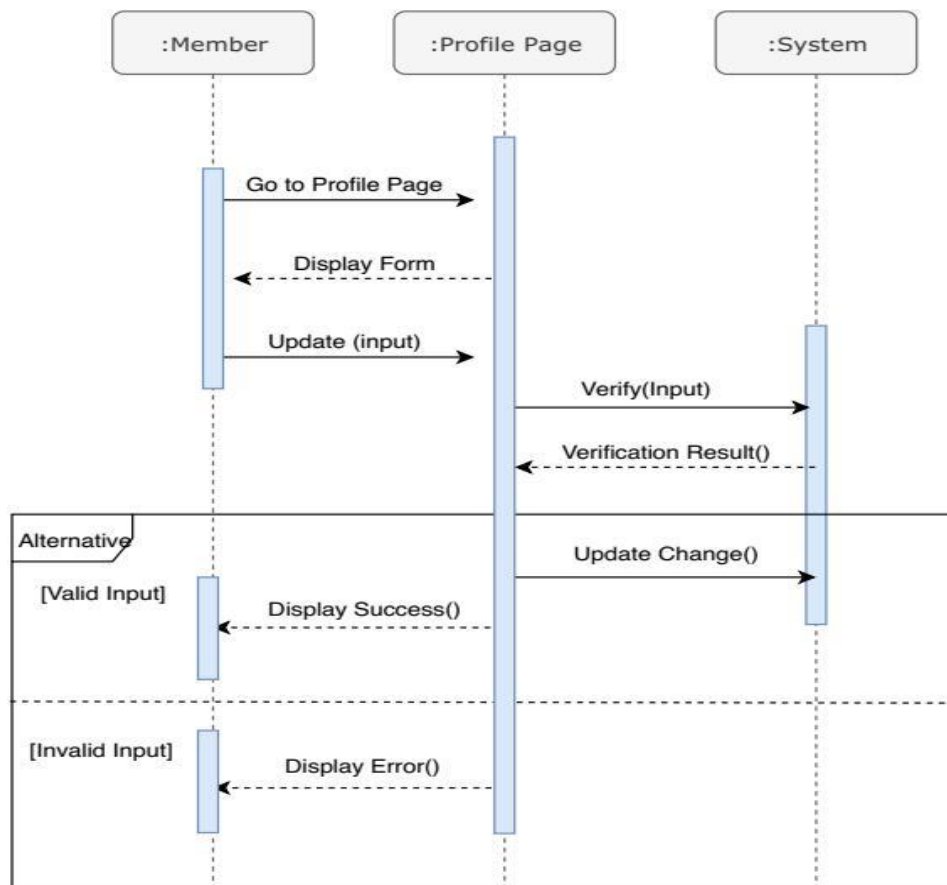 :Member
:Profile Page
:System
Go to Profile Page
Display Form
Update (input)
Verify(Input)
Verification Result()
Alternative
Update Change()
[Valid Input]
Display Success()
[Invalid Input]
Display Error()